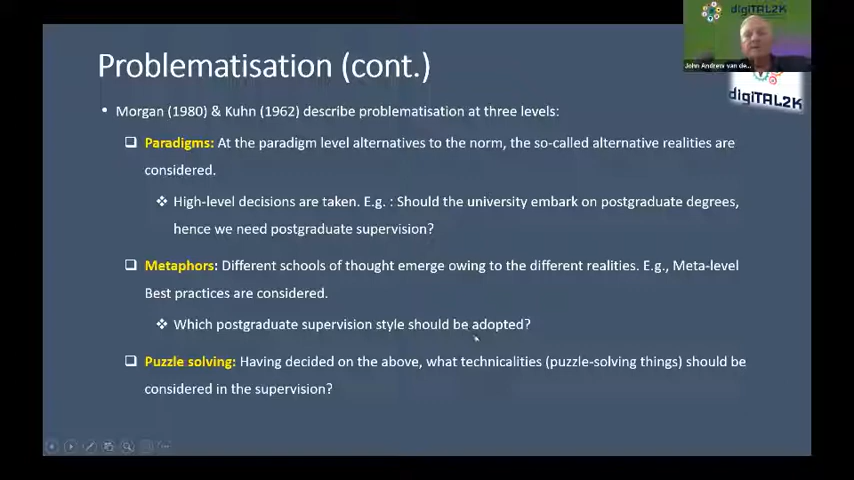 digiTAL2K
John Andrew van de...
digiTAL2K
Problematisation (cont.)
• Morgan (1980) & Kuhn (1962) describe problematisation at three levels:
❑ Paradigms: At the paradigm level alternatives to the norm, the so-called alternative realities are
considered.
❖ High-level decisions are taken. E.g. : Should the university embark on postgraduate degrees,
hence we need postgraduate supervision?
❑ Metaphors: Different schools of thought emerge owing to the different realities. E.g., Meta-level
Best practices are considered.
❖ Which postgraduate supervision style should be adopted?
❑ Puzzle solving: Having decided on the above, what technicalities (puzzle-solving things) should be
considered in the supervision?